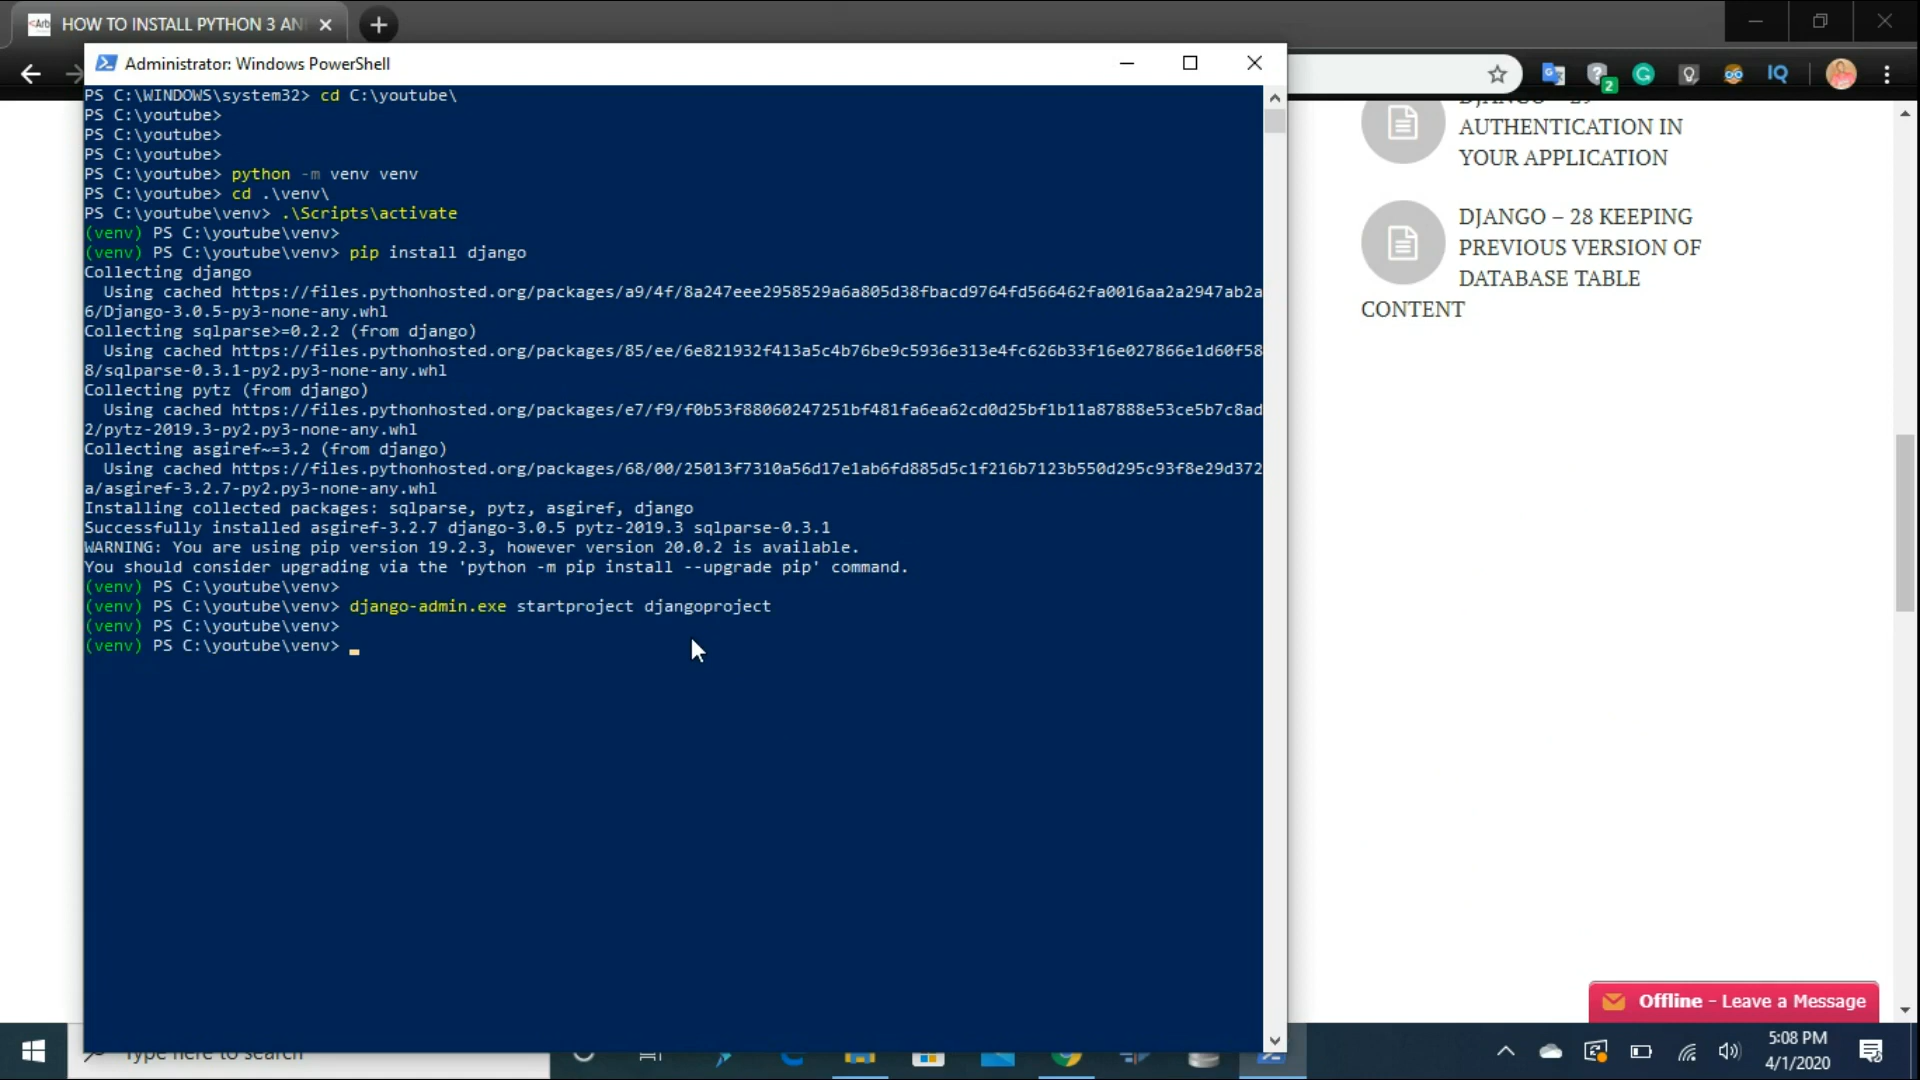 HOW TO INSTALL PYTHON 3 AN
Administrator: Windows PowerShell
PS C:\WINDOWS\system32> cd C:\youtube\
PS C:\youtube>
PS C:\youtube>
PS C:\youtube>
PS C:\youtube> python -m venv venv
PS C:\youtube> cd .\venv\
PS C:\youtube\venv> .\Scripts\activate
(venv) PS C:\youtube\venv>
(venv) PS C:\youtube\venv> pip install django
Collecting django
Using cached https://files.pythonhosted.org/packages/a9/4f/8a247eee2958529a6a805d38fbacd9764fd566462fa0016aa2a2947ab2a
6/Django-3.0.5-py3-none-any.whl
Collecting sqlparse>=0.2.2 (from django)
Using cached https://files.pythonhosted.org/packages/85/ee/6e821932f413a5c4b76be9c5936e313e4fc626b33f16e027866e1d60f58
8/sqlparse-0.3.1-py2.py3-none-any.whl
Collecting pytz (from django)
Using cached https://files.pythonhosted.org/packages/e7/f9/f0b53f88060247251bf481fa6ea62cd0d25bf1b11a87888e53ce5b7c8ad
2/pytz-2019.3-py2.py3-none-any.whl
Collecting asgiref~=3.2 (from django)
Using cached https://files.pythonhosted.org/packages/68/00/25013f7310a56d17e1ab6fd885d5c1f216b7123b550d295c93f8e29d372
a/asgiref-3.2.7-py2.py3-none-any.whl
Installing collected packages: sqlparse, pytz, asgiref, django
Successfully installed asgiref-3.2.7 django-3.0.5 pytz-2019.3 sqlparse-0.3.1
WARNING: You are using pip version 19.2.3, however version 20.0.2 is available.
You should consider upgrading via the 'python -m pip install --upgrade pip' command.
(venv) PS C:\youtube\venv>
(venv) PS C:\youtube\venv> django-admin.exe startproject djangoproject
(venv) PS C:\youtube\venv>
(venv) PS C:\youtube\venv>
2
IQ
DJANGO – 29
AUTHENTICATION IN
YOUR APPLICATION
DJANGO – 28 KEEPING
PREVIOUS VERSION OF
DATABASE TABLE
CONTENT
Offline - Leave a Message
Type here to search
5:08 PM
4/1/2020